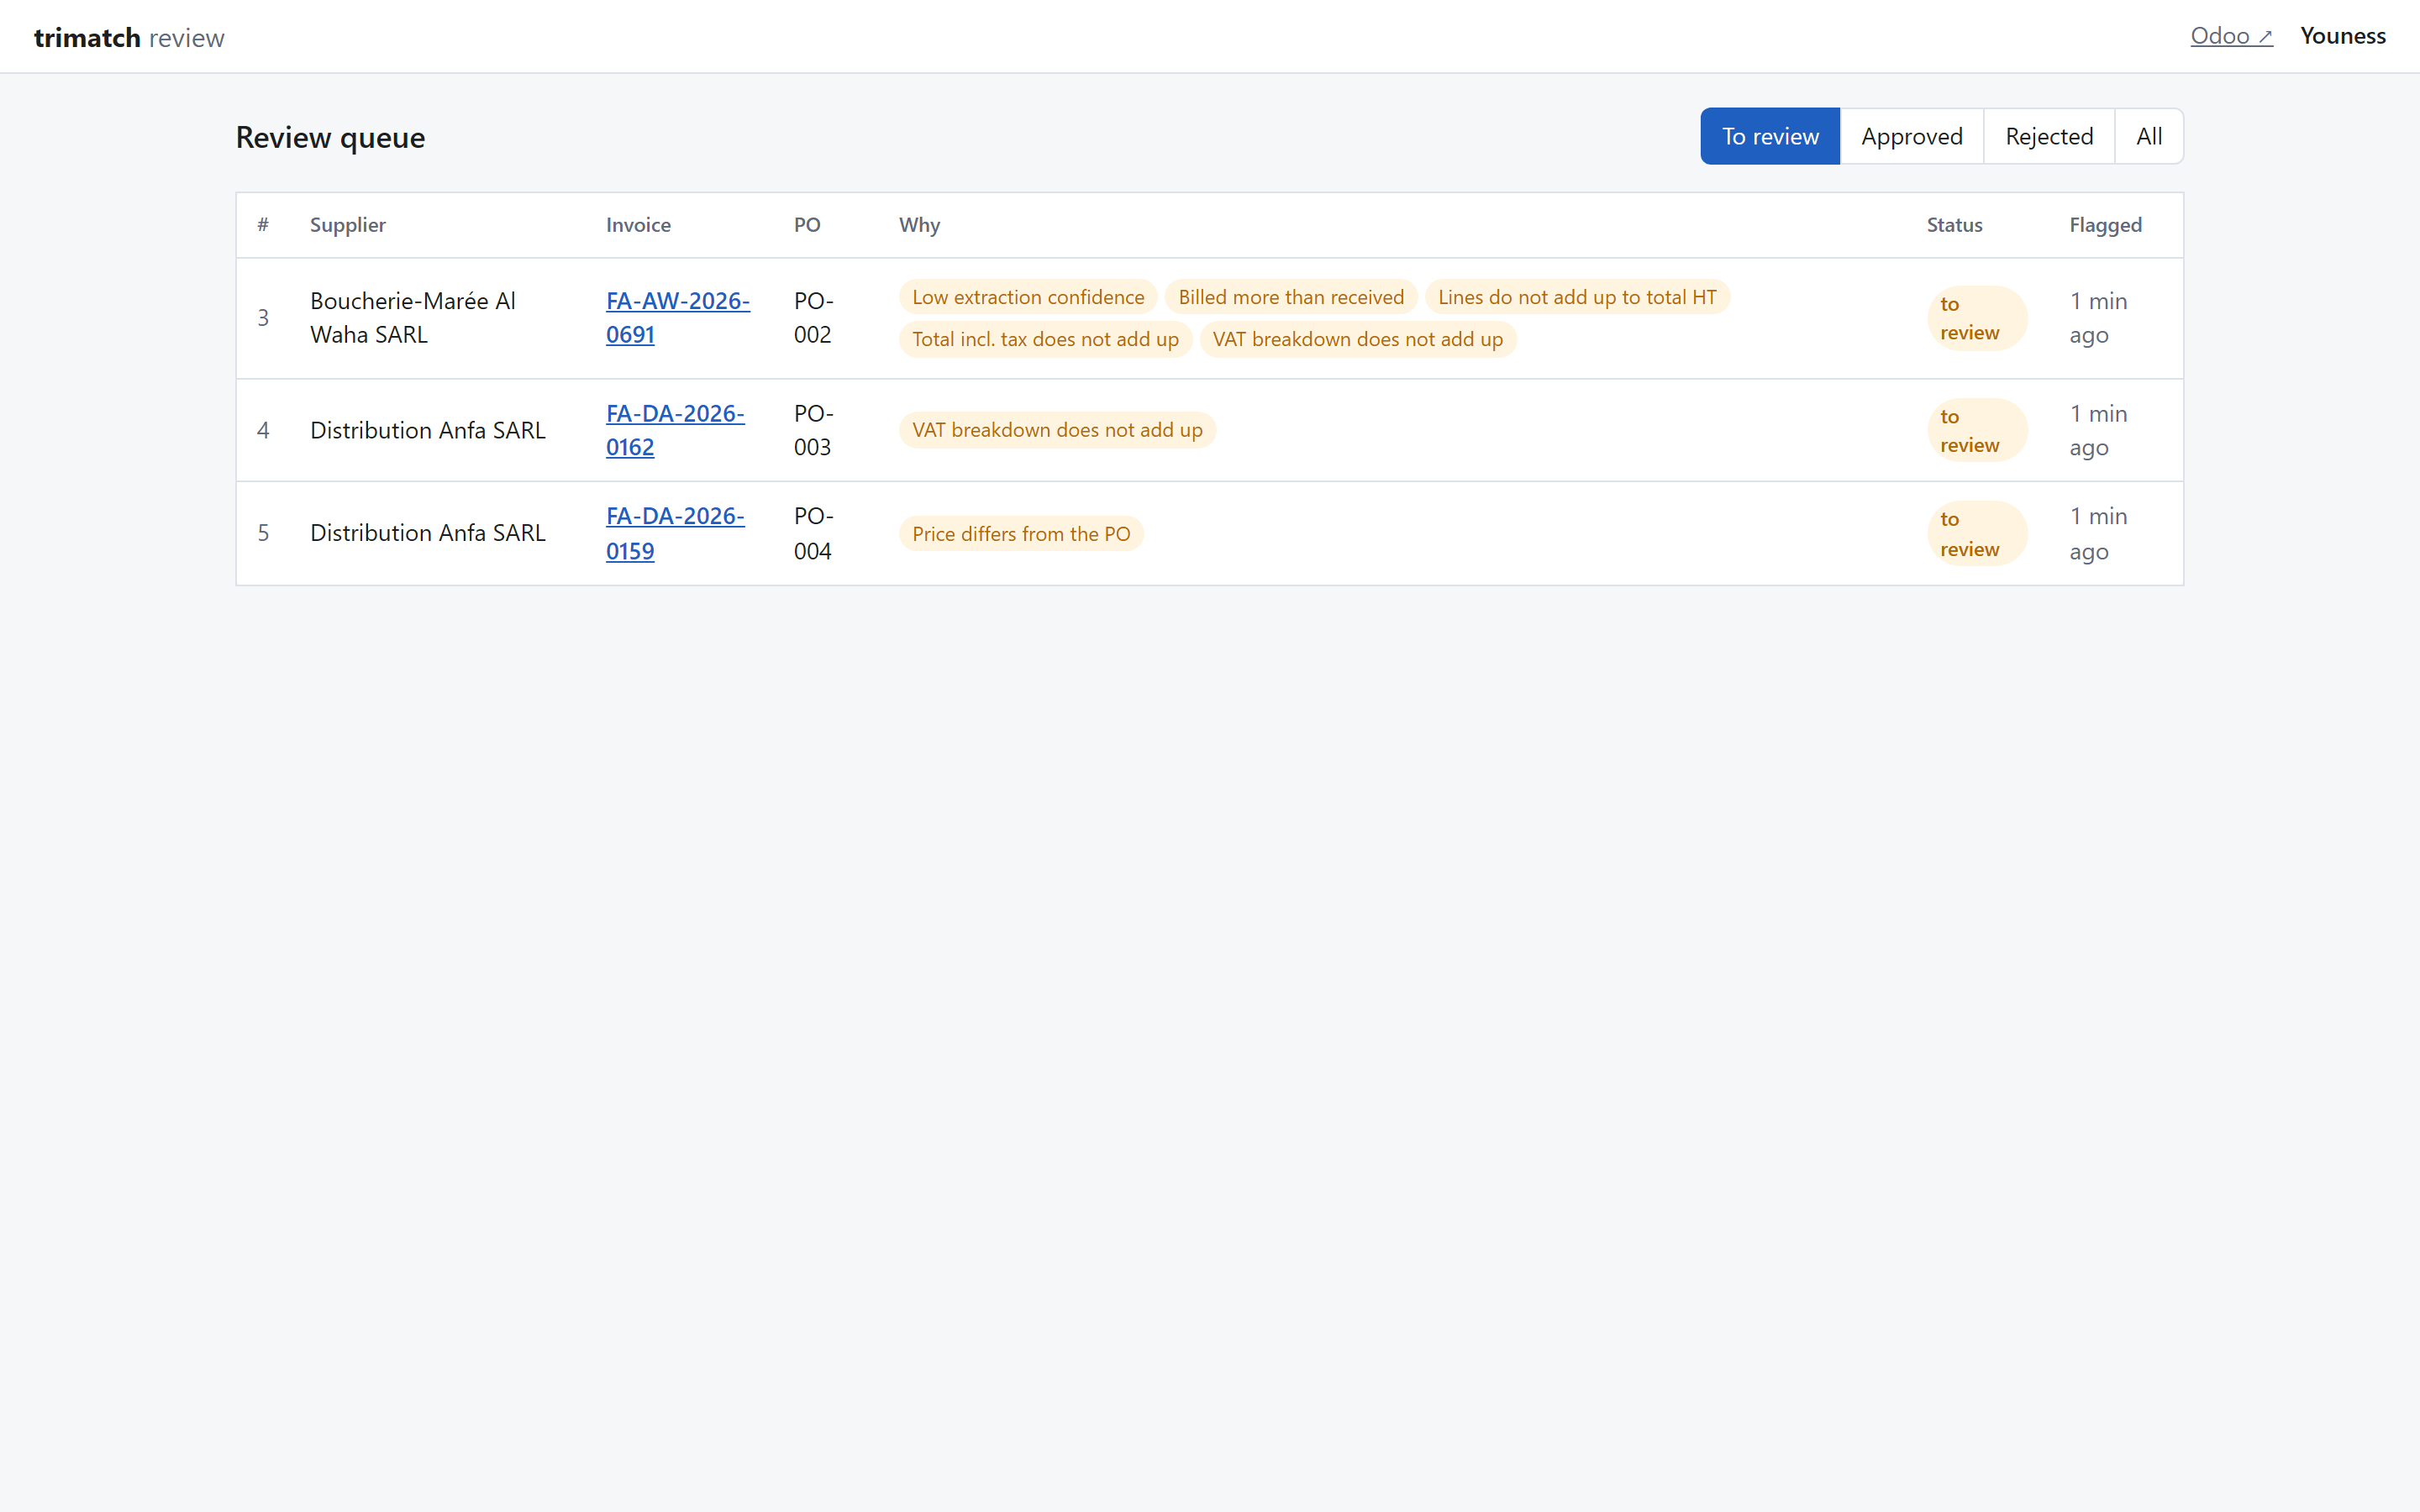 trimatch review
Odoo ↗ Youness
Review queue
To review Approved Rejected All
# Supplier Invoice PO Why Status Flagged
3
Boucherie-Marée Al
Waha SARL
FA-AW-2026-
0691
PO-
002
Low extraction confidence Billed more than received Lines do not add up to total HT
Total incl. tax does not add up VAT breakdown does not add up
to
review
1 min
ago
4
Distribution Anfa SARL
FA-DA-2026-
0162
PO-
003
VAT breakdown does not add up
to
review
1 min
ago
5
Distribution Anfa SARL
FA-DA-2026-
0159
PO-
004
Price differs from the PO
to
review
1 min
ago